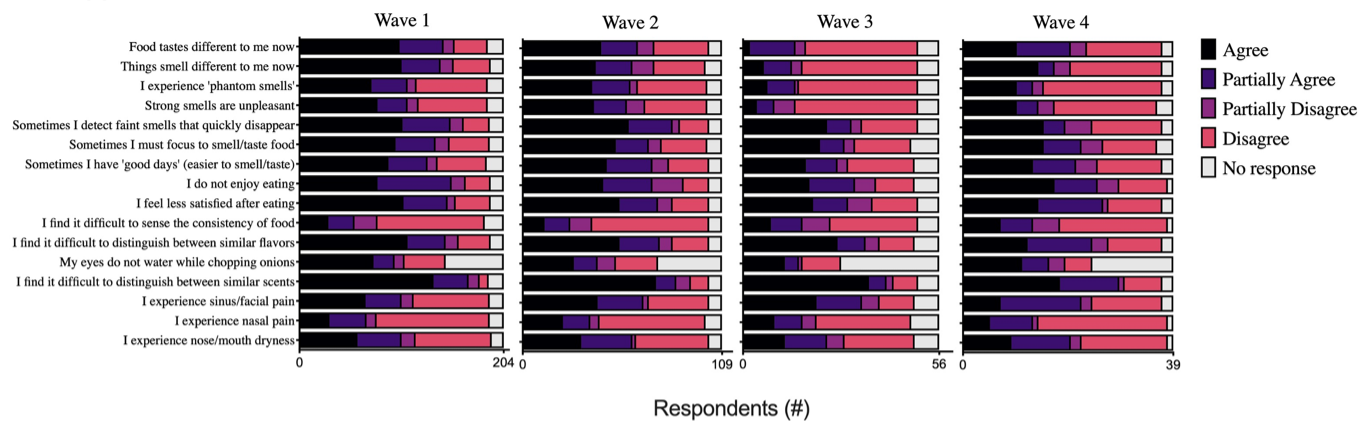 Wave 1
Wave 2
Wave 3
Wave 4
Food tastes different to me now
Things smell different to me now
I experience 'phantom smells'
Strong smells are unpleasant
Sometimes I detect faint smells that quickly disappear
Sometimes I must focus to smell/taste food
Sometimes I have 'good days' (easier to smell/taste)
I do not enjoy eating
I feel less satisfied after eating
I find it difficult to sense the consistency of food
I find it difficult to distinguish between similar flavors
My eyes do not water while chopping onions
I find it difficult to distinguish between similar scents
I experience sinus/facial pain
I experience nasal pain
I experience nose/mouth dryness
0 204
0 109
0 56
0 39
Respondents (#)
Agree
Partially Agree
Partially Disagree
Disagree
No response